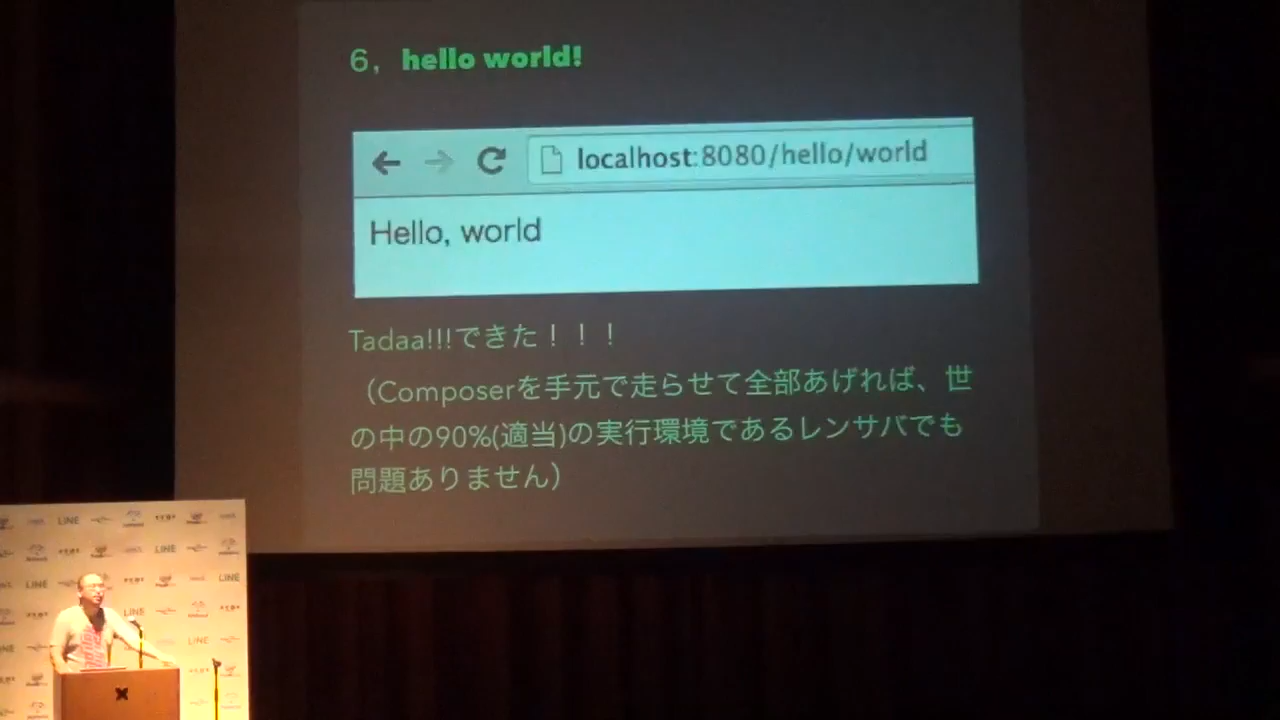 6, hello world!
localhost:8080/hello/world
Hello, world
Tadaa!!!できた！！！
（Composerを手元で走らせて全部あげれば、世
の中の90%(適当)の実行環境であるレンサバでも
問題ありません）
LINE
LINE
LINE
LINE
LINE
LINE